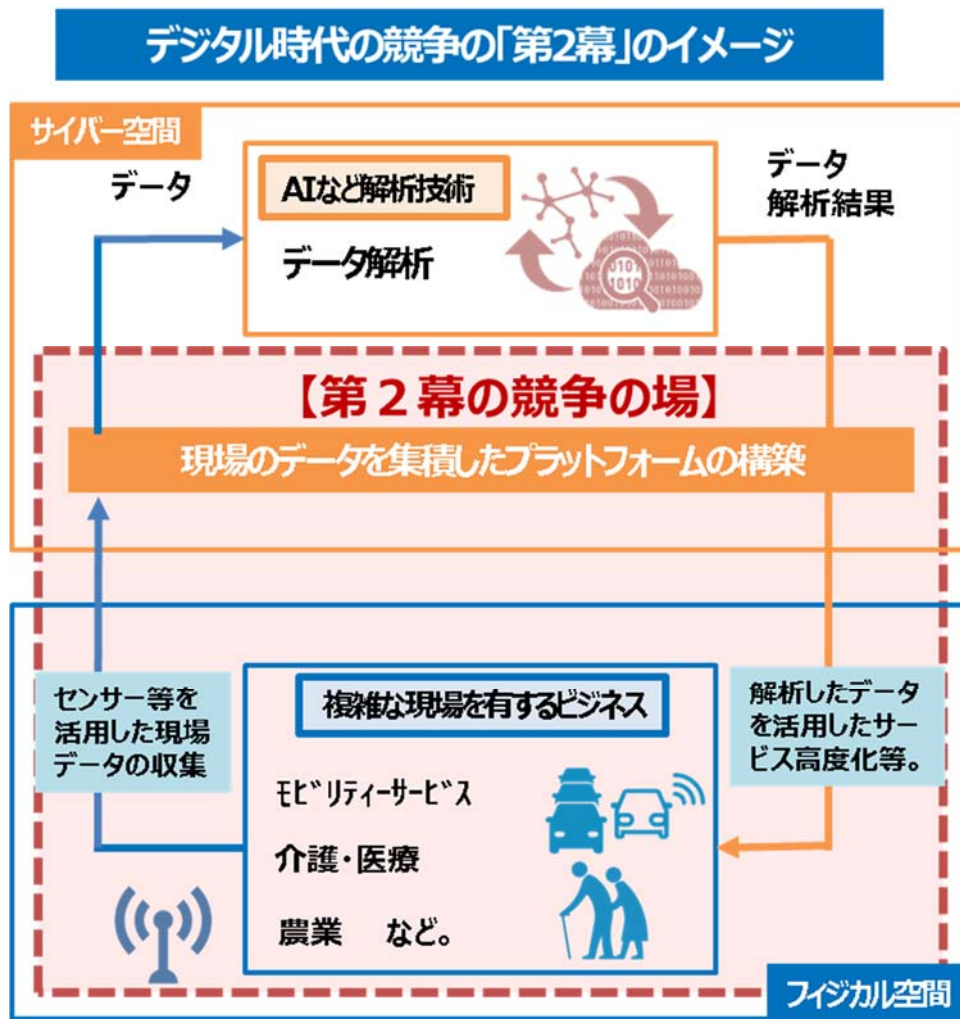 デジタル時代の競争の「第2幕」のイメージ
サイバー空間
データ
AIなど解析技術
データ解析
データ
解析結果
【第２幕の競争の場】
現場のデータを集積したプラットフォームの構築
センサー等を
活用した現場
データの収集
複雑な現場を有するビジネス
ﾓﾋﾞﾘﾃｨｰｻｰﾋﾞｽ
介護・医療
農業　など。
解析したデータ
を活用したサー
ビス高度化等。
フィジカル空間